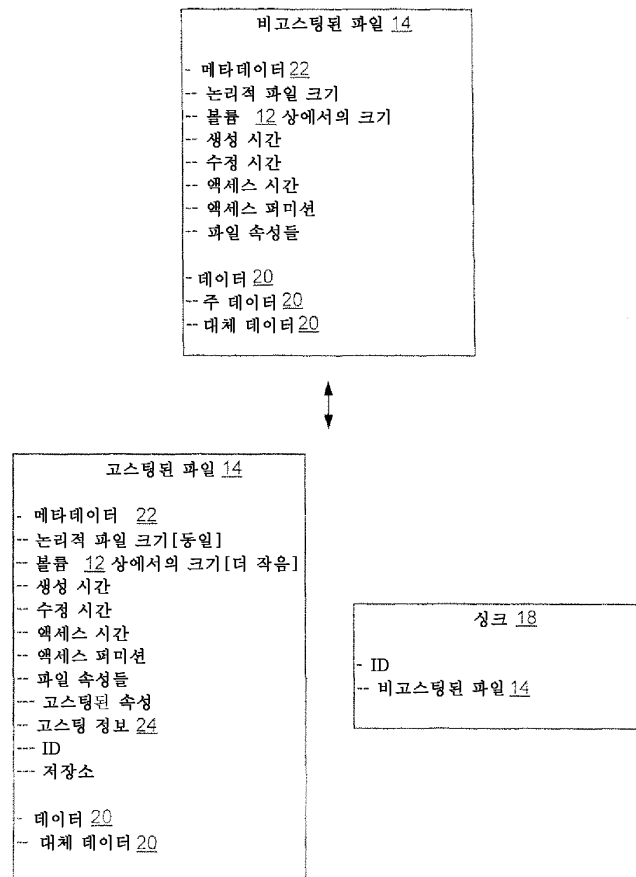 비고스팅된 파일 14
- 메타데이터 22
-- 논리적 파일 크기
-- 볼륨 12 상에서의 크기
-- 생성 시간
-- 수정 시간
-- 액세스 시간
-- 액세스 퍼미션
-- 파일 속성들
- 데이터 20
-- 주 데이터 20
-- 대체 데이터 20
고스팅된 파일 14
- 메타데이터 22
-- 논리적 파일 크기[동일]
-- 볼륨 12 상에서의 크기[더 작음]
-- 생성 시간
-- 수정 시간
-- 액세스 시간
-- 액세스 퍼미션
-- 파일 속성들
--- 고스팅된 속성
-- 고스팅 정보 24
--- ID
--- 저장소
- 데이터 20
-- 대체 데이터 20
싱크 18
- ID
-- 비고스팅된 파일 14